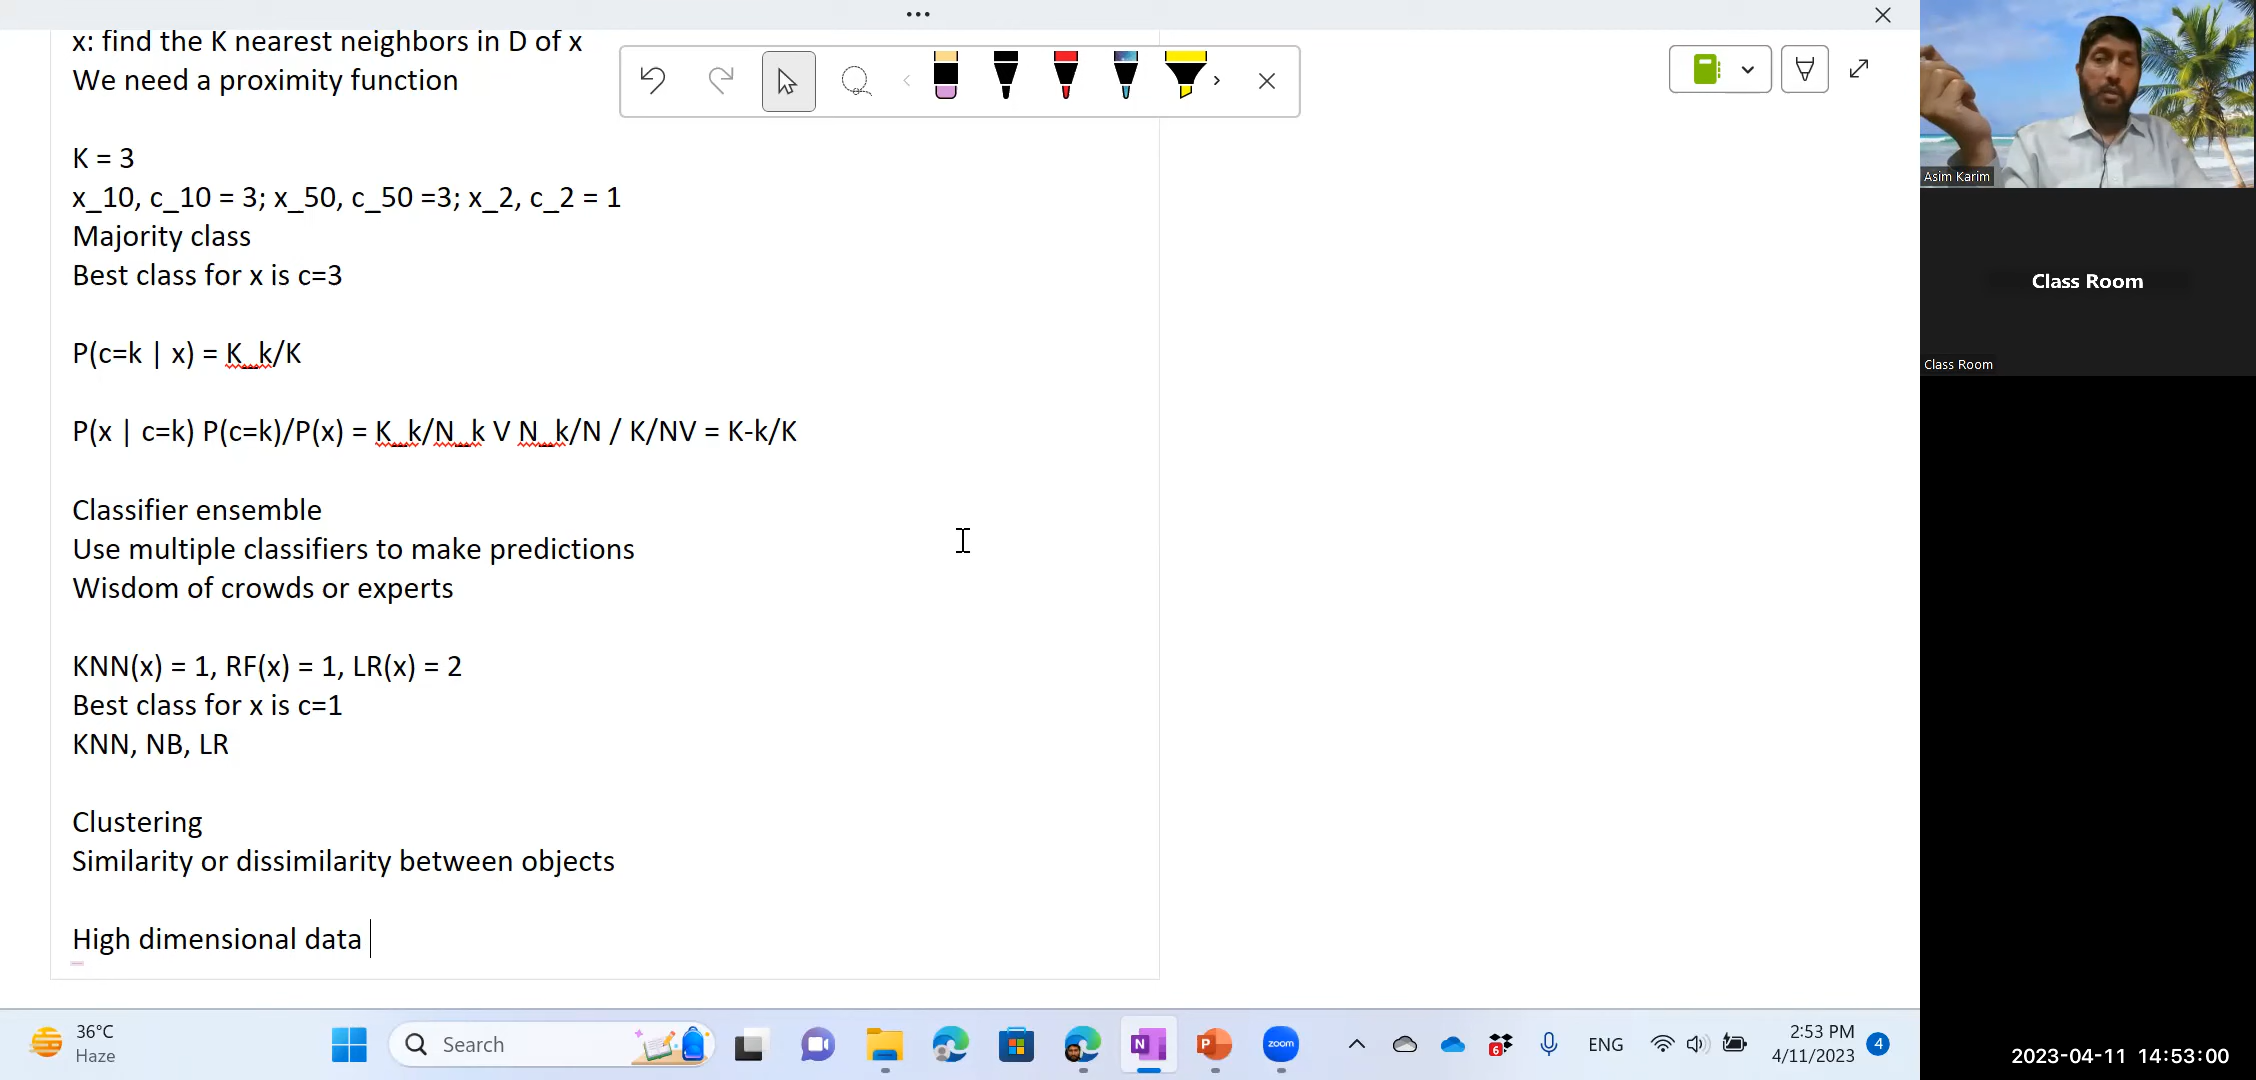 x: find the K nearest neighbors in D of x
We need a proximity function
K = 3
x_10, c_10 = 3; x_50, c_50 =3; x_2, c_2 = 1
Majority class
Best class for x is c=3
P(c=k | x) = K_k/K
P(x | c=k) P(c=k)/P(x) = K_k/N_k V N_k/N / K/NV = K-k/K
Classifier ensemble
Use multiple classifiers to make predictions
Wisdom of crowds or experts
KNN(x) = 1, RF(x) = 1, LR(x) = 2
Best class for x is c=1
KNN, NB, LR
Clustering
Similarity or dissimilarity between objects
High dimensional data
Asim Karim
Class Room
Class Room
36°C
Haze
Search
N
P
zoom
6
ENG
2:53 PM
4/11/2023
4
2023-04-11 14:53:00